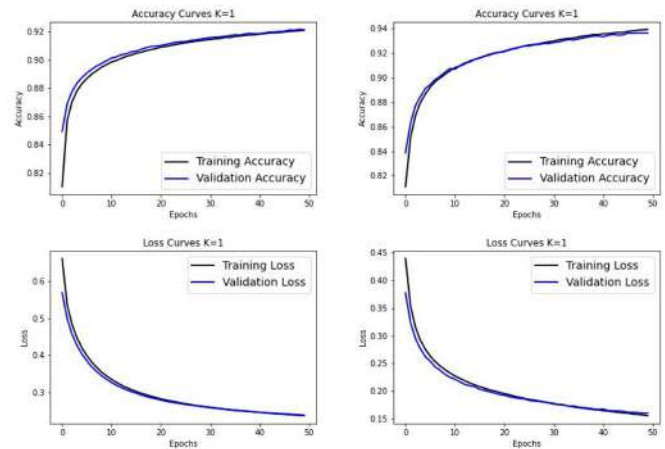 Accuracy Curves K=1
0.92
0.90
0.88
0.86
0.84
0.82
Accuracy
Training Accuracy
Validation Accuracy
0
10
20
30
40
50
Epochs
Accuracy Curves K=1
0.94
0.92
0.90
0.88
0.86
0.84
0.82
Accuracy
Training Accuracy
Validation Accuracy
0
10
20
30
40
50
Epochs
Loss Curves K=1
0.6
0.5
0.4
0.3
Loss
Training Loss
Validation Loss
0
10
20
30
40
50
Epochs
Loss Curves K=1
0.45
0.40
0.35
0.30
0.25
0.20
0.15
Loss
Training Loss
Validation Loss
0
10
20
30
40
50
Epochs